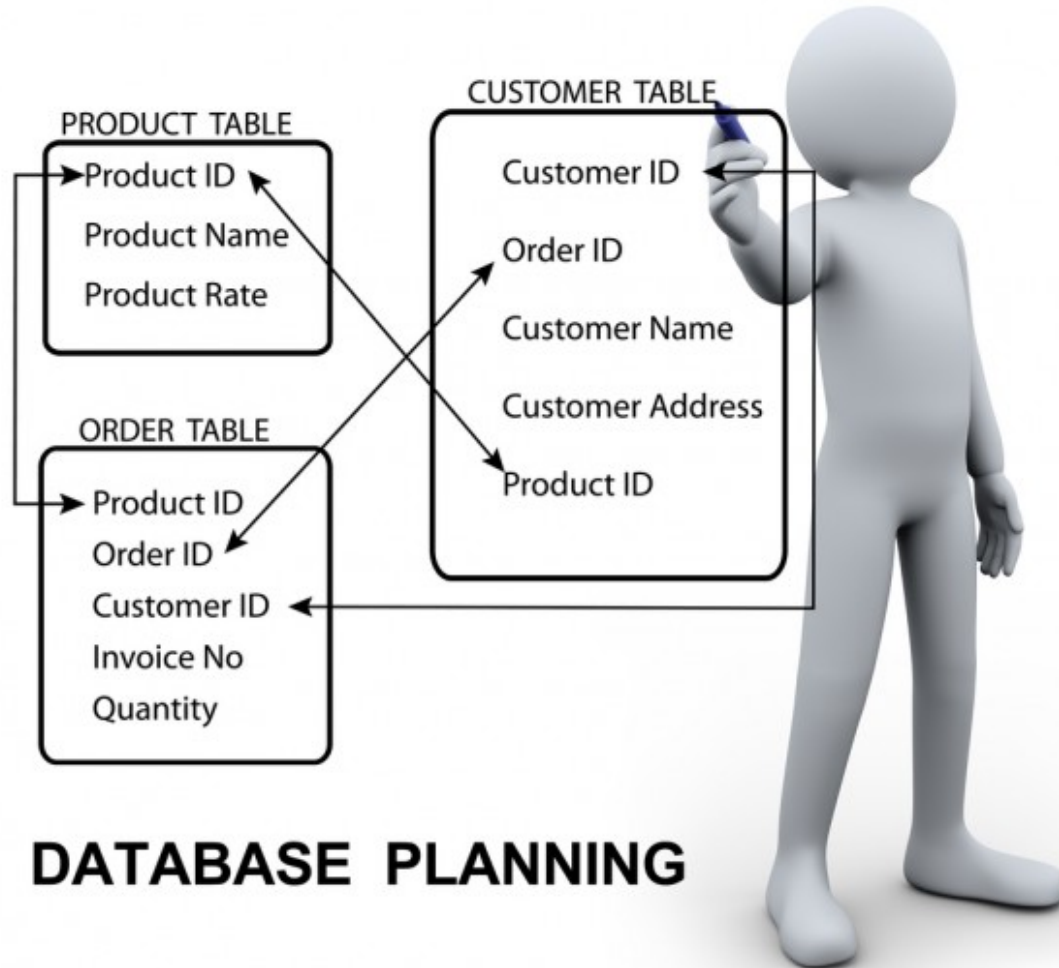 PRODUCT TABLE
Product ID
Product Name
Product Rate
CUSTOMER TABLE
Customer ID
Order ID
Customer Name
Customer Address
Product ID
ORDER TABLE
Product ID
Order ID
Customer ID
Invoice No
Quantity
DATABASE PLANNING